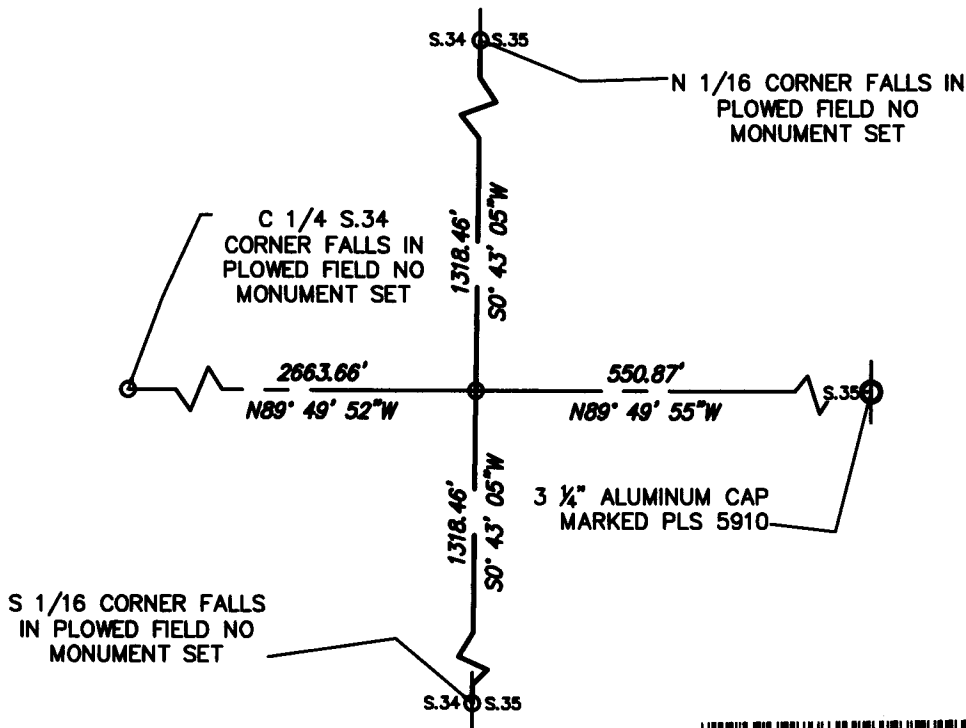 S.34 S.35
N 1/16 CORNER FALLS IN
PLOWED FIELD NO
MONUMENT SET
C 1/4 S.34
CORNER FALLS IN
PLOWED FIELD NO
MONUMENT SET
1318.46'
S0° 43' 05"W
2663.66'
N89° 49' 52"W
550.87'
N89° 49' 55"W
S.35
1318.46'
S0° 43' 05"W
3 ¼" ALUMINUM CAP
MARKED PLS 5910
S 1/16 CORNER FALLS
IN PLOWED FIELD NO
MONUMENT SET
S.34 S.35